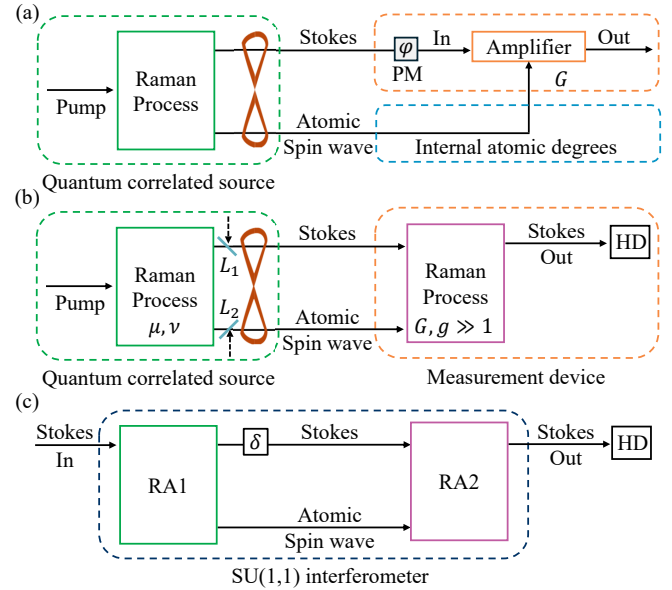 (a)
Stokes
φ
In
Amplifier
Out
PM
G
Raman
Process
Pump
Atomic
Spin wave
Internal atomic degrees
Quantum correlated source
(b)
Stokes
Stokes
Out
HD
L₁
Raman
Process
μ, ν
Raman
Process
G, g ≫ 1
Pump
L₂
Atomic
Spin wave
Quantum correlated source
Measurement device
(c)
Stokes
In
δ
Stokes
Stokes
Out
HD
RA1
RA2
Atomic
Spin wave
SU(1,1) interferometer